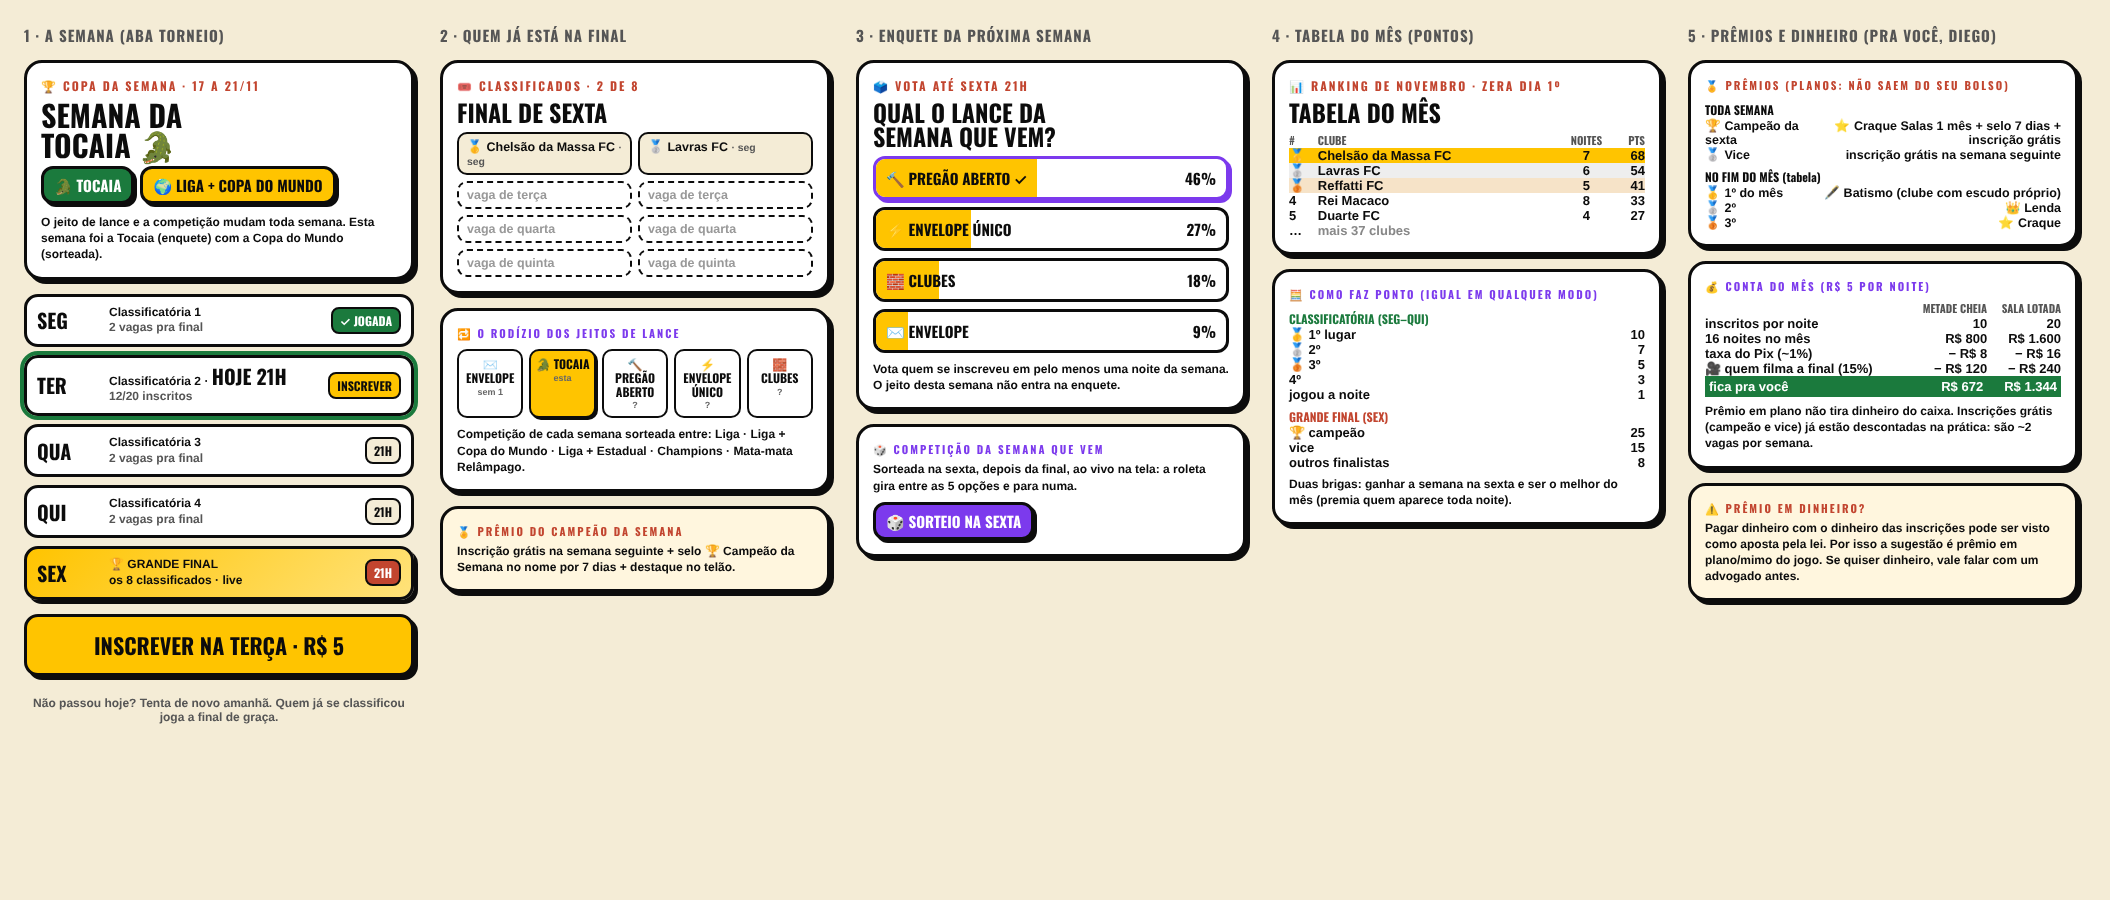 1 · A SEMANA (ABA TORNEIO)
🏆 COPA DA SEMANA · 17 A 21/11
SEMANA DA
TOCAIA 🐊
🐊 TOCAIA
🌍 LIGA + COPA DO MUNDO
O jeito de lance e a competição mudam toda semana. Esta
semana foi a Tocaia (enquete) com a Copa do Mundo
(sorteada).
SEG
Classificatória 1
2 vagas pra final
✓ JOGADA
TER
Classificatória 2 · HOJE 21H
12/20 inscritos
INSCREVER
QUA
Classificatória 3
2 vagas pra final
21H
QUI
Classificatória 4
2 vagas pra final
21H
SEX
🏆 GRANDE FINAL
os 8 classificados · live
21H
INSCREVER NA TERÇA · R$ 5
Não passou hoje? Tenta de novo amanhã. Quem já se classificou
joga a final de graça.
2 · QUEM JÁ ESTÁ NA FINAL
🎟️ CLASSIFICADOS · 2 DE 8
FINAL DE SEXTA
🥇 Chelsão da Massa FC ·
seg
🥈 Lavras FC · seg
vaga de terça
vaga de terça
vaga de quarta
vaga de quarta
vaga de quinta
vaga de quinta
🔁 O RODÍZIO DOS JEITOS DE LANCE
✉️
ENVELOPE
sem 1
🐊 TOCAIA
esta
🔨
PREGÃO
ABERTO
?
⚡
ENVELOPE
ÚNICO
?
🧱
CLUBES
?
Competição de cada semana sorteada entre: Liga · Liga +
Copa do Mundo · Liga + Estadual · Champions · Mata-mata
Relâmpago.
🏅 PRÊMIO DO CAMPEÃO DA SEMANA
Inscrição grátis na semana seguinte + selo 🏆 Campeão da
Semana no nome por 7 dias + destaque no telão.
3 · ENQUETE DA PRÓXIMA SEMANA
🗳️ VOTA ATÉ SEXTA 21H
QUAL O LANCE DA
SEMANA QUE VEM?
🔨 PREGÃO ABERTO ✓ 46%
⚡ ENVELOPE ÚNICO 27%
🧱 CLUBES 18%
✉️ ENVELOPE 9%
Vota quem se inscreveu em pelo menos uma noite da semana.
O jeito desta semana não entra na enquete.
🎲 COMPETIÇÃO DA SEMANA QUE VEM
Sorteada na sexta, depois da final, ao vivo na tela: a roleta
gira entre as 5 opções e para numa.
🎲 SORTEIO NA SEXTA
4 · TABELA DO MÊS (PONTOS)
📊 RANKING DE NOVEMBRO · ZERA DIA 1º
TABELA DO MÊS
# CLUBE NOITES PTS
🥇 Chelsão da Massa FC 7 68
🥈 Lavras FC 6 54
🥉 Reffatti FC 5 41
4 Rei Macaco 8 33
5 Duarte FC 4 27
… mais 37 clubes
🧮 COMO FAZ PONTO (IGUAL EM QUALQUER MODO)
CLASSIFICATÓRIA (SEG–QUI)
🥇 1º lugar 10
🥈 2º 7
🥉 3º 5
4º 3
jogou a noite 1
GRANDE FINAL (SEX)
🏆 campeão 25
vice 15
outros finalistas 8
Duas brigas: ganhar a semana na sexta e ser o melhor do
mês (premia quem aparece toda noite).
5 · PRÊMIOS E DINHEIRO (PRA VOCÊ, DIEGO)
🏅 PRÊMIOS (PLANOS: NÃO SAEM DO SEU BOLSO)
TODA SEMANA
🏆 Campeão da sexta
⭐ Craque Salas 1 mês + selo 7 dias +
inscrição grátis
🥈 Vice inscrição grátis na semana seguinte
NO FIM DO MÊS (tabela)
🥇 1º do mês 🖋️ Batismo (clube com escudo próprio)
🥈 2º 👑 Lenda
🥉 3º ⭐ Craque
💰 CONTA DO MÊS (R$ 5 POR NOITE)
METADE CHEIA SALA LOTADA
inscritos por noite 10 20
16 noites no mês R$ 800 R$ 1.600
taxa do Pix (~1%) − R$ 8 − R$ 16
🎥 quem filma a final (15%) − R$ 120 − R$ 240
fica pra você R$ 672 R$ 1.344
Prêmio em plano não tira dinheiro do caixa. Inscrições grátis
(campeão e vice) já estão descontadas na prática: são ~2
vagas por semana.
⚠️ PRÊMIO EM DINHEIRO?
Pagar dinheiro com o dinheiro das inscrições pode ser visto
como aposta pela lei. Por isso a sugestão é prêmio em
plano/mimo do jogo. Se quiser dinheiro, vale falar com um
advogado antes.